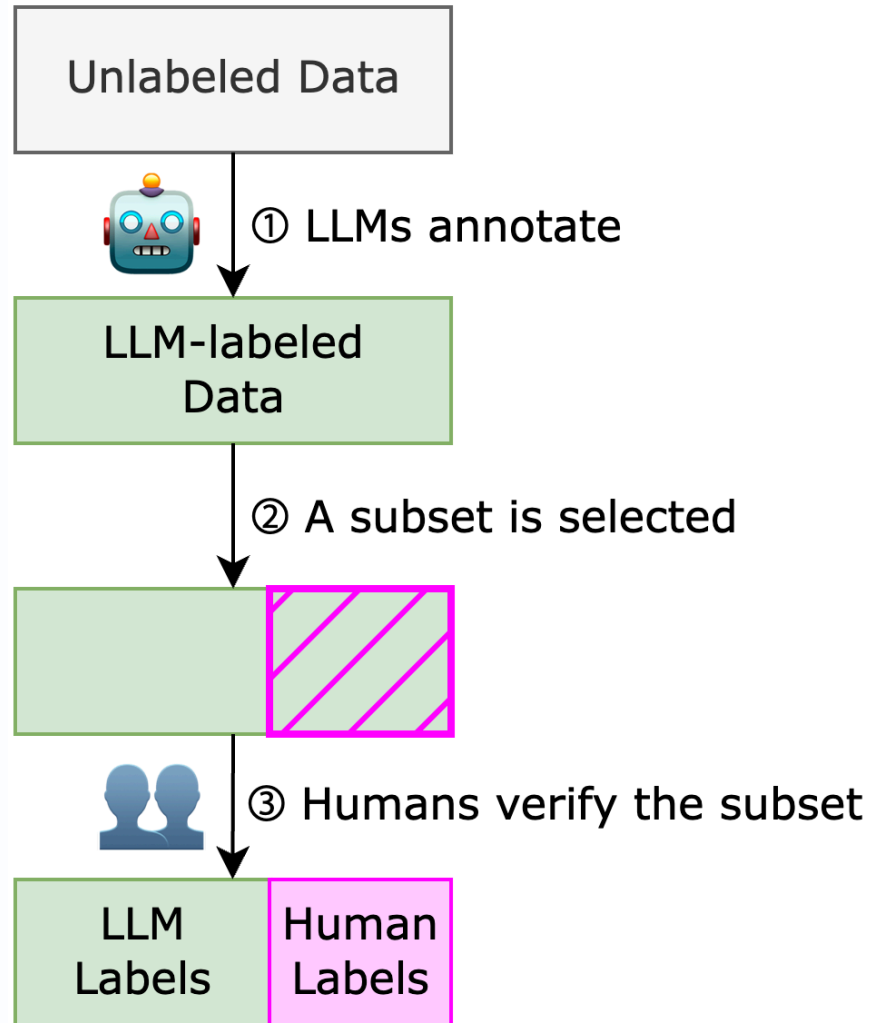 Unlabeled Data
① LLMs annotate
LLM-labeled
Data
② A subset is selected
③ Humans verify the subset
LLM
Labels
Human
Labels